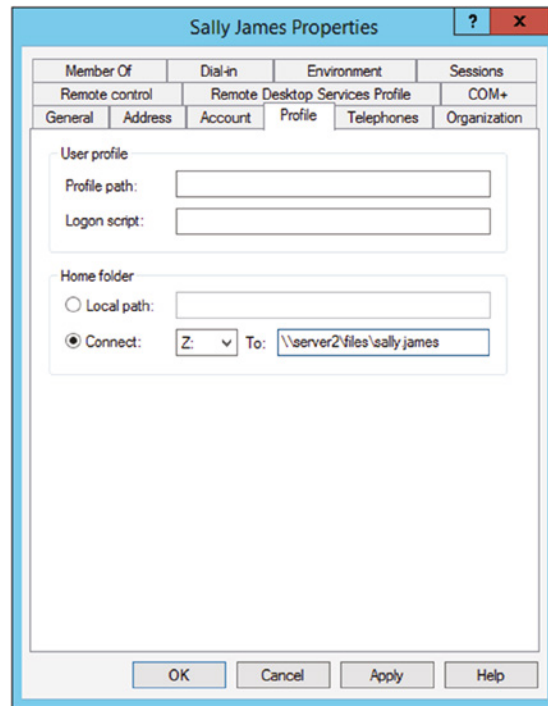 Sally James Properties ? x
Member Of Dial-in Environment Sessions
Remote control Remote Desktop Services Profile COM+
General Address Account Profile Telephones Organization
User profile
Profile path:
Logon script:
Home folder
Local path:
Connect: Z: To: \\server2\files\sally.james
OK Cancel Apply Help